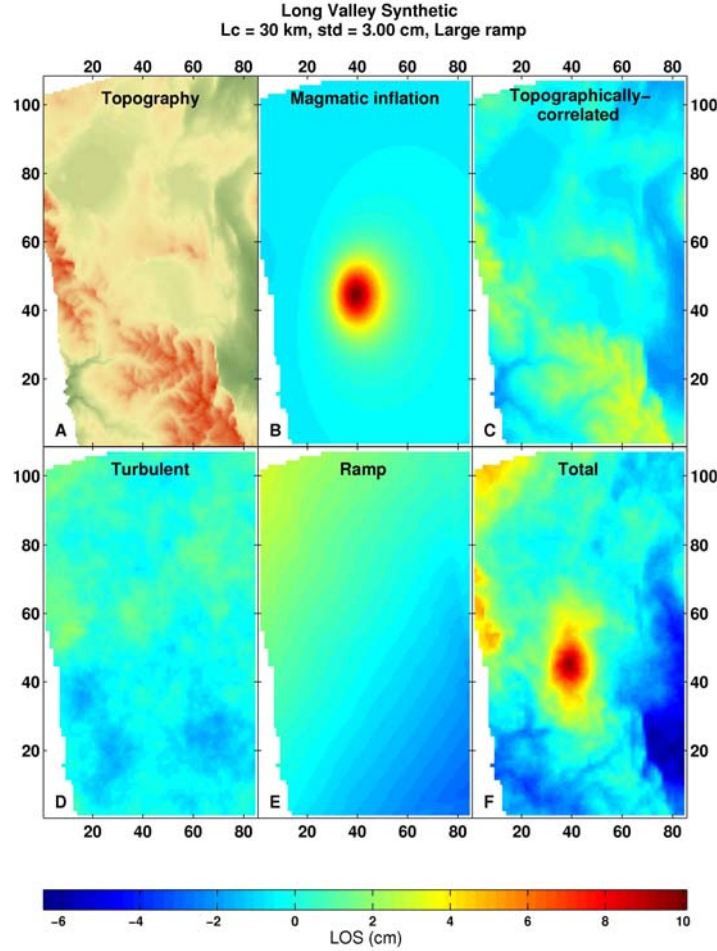 Long Valley Synthetic
Lc = 30 km, std = 3.00 cm, Large ramp
20 40 60 80 20 40 60 80 20 40 60 80
Topography Magmatic inflation Topographically-
correlated
100 100
80 80
60 60
40 40
20 20
A B C
Turbulent Ramp Total
100 100
80 80
60 60
40 40
20 20
D E F
20 40 60 80 20 40 60 80 20 40 60 80
−6 −4 −2 0 2 4 6 8 10
LOS (cm)